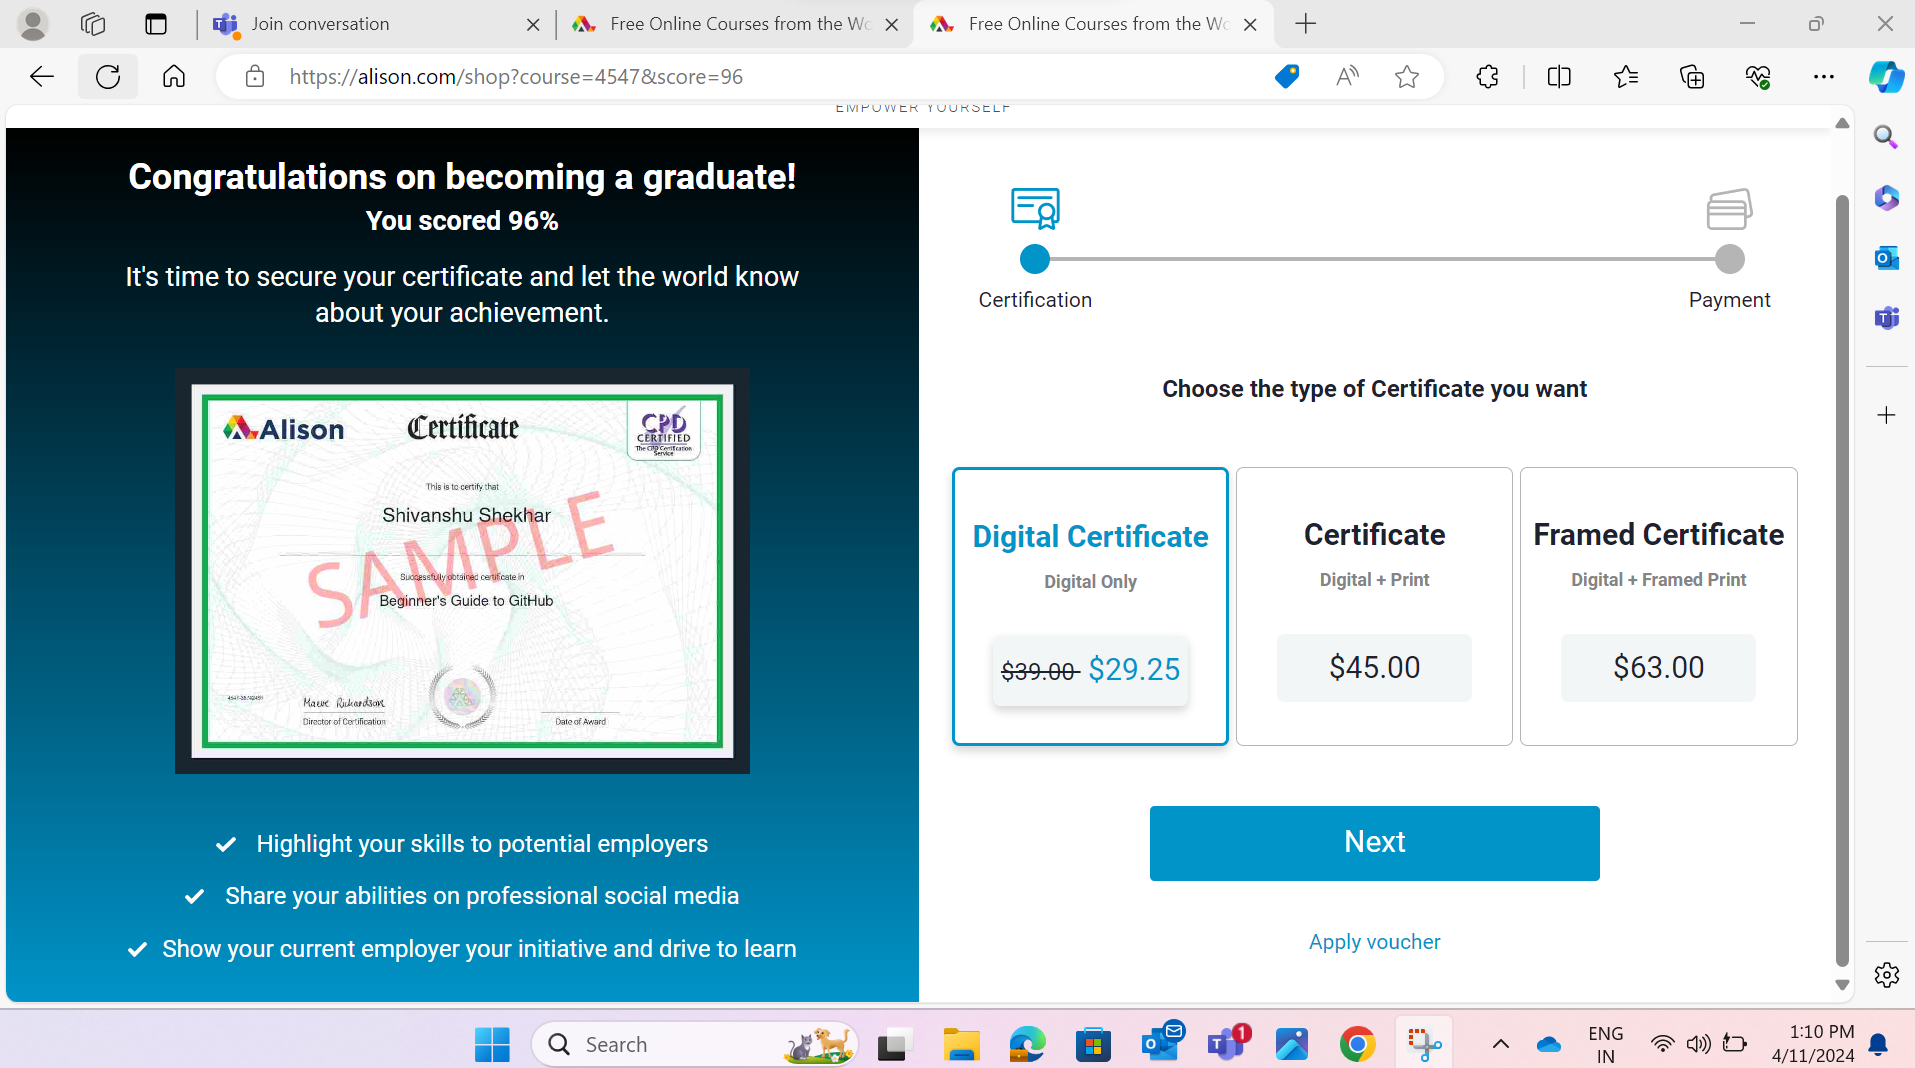 Join conversation
Free Online Courses from the Wo
Free Online Courses from the Wo
https://alison.com/shop?course=4547&score=96
EMPOWER YOURSELF
Congratulations on becoming a graduate!
You scored 96%
It's time to secure your certificate and let the world know
about your achievement.
Alison
Certificate
CPD
CERTIFIED
The CPD Certification
Service
This is to certify that
Shivanshu Shekhar
SAMPLE
Successfully obtained certificate in
Beginner's Guide to GitHub
Maeve Richardson
Director of Certification
Date of Award
Highlight your skills to potential employers
Share your abilities on professional social media
Show your current employer your initiative and drive to learn
Certification
Payment
Choose the type of Certificate you want
Digital Certificate
Digital Only
$39.00 $29.25
Certificate
Digital + Print
$45.00
Framed Certificate
Digital + Framed Print
$63.00
Next
Apply voucher
Search
1
ENG
IN
1:10 PM
4/11/2024